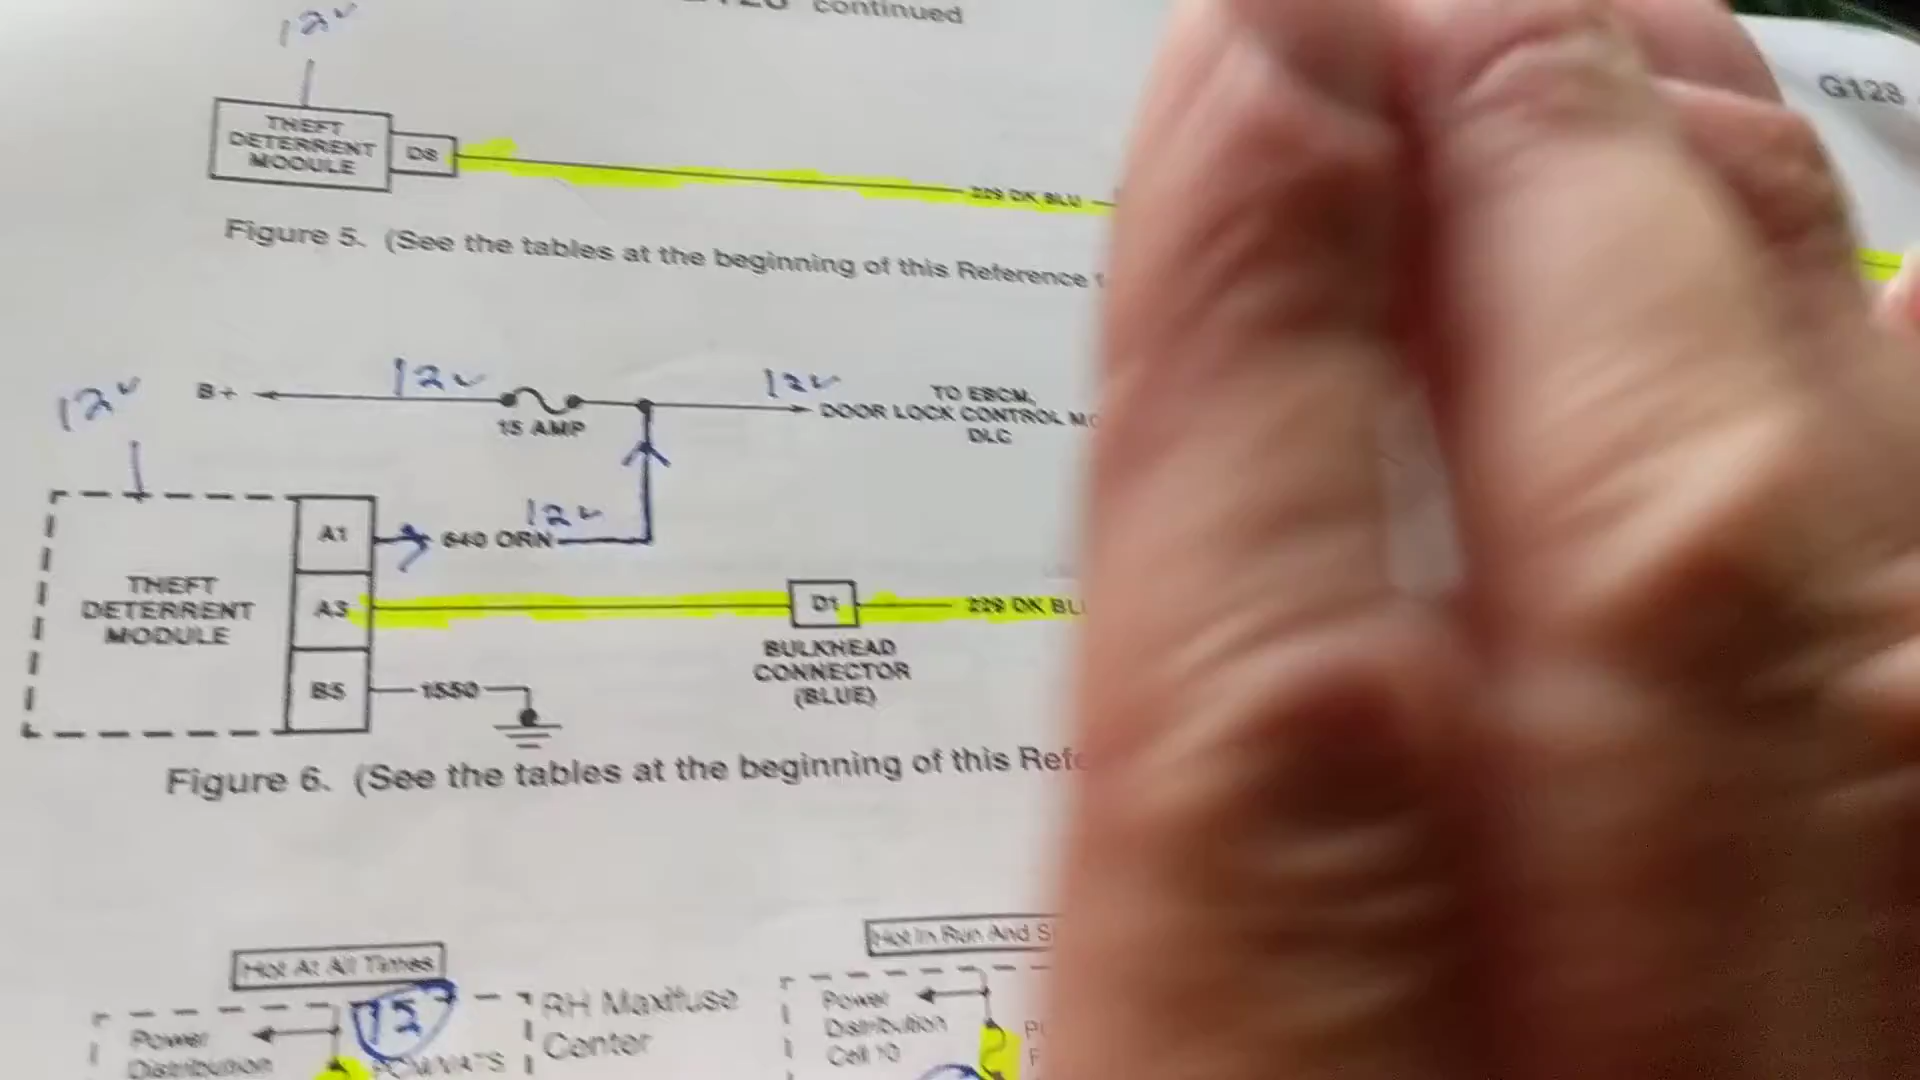 continued
12v
G128
THEFT
DETERRENT
MODULE
D8
229 DK BLU
Figure 5. (See the tables at the beginning of this Reference
12v
B+
12v
15 AMP
12v
TO EBCM,
DOOR LOCK CONTROL
DLC
12v
A1
640 ORN
THEFT
DETERRENT
MODULE
A3
D1
229 DK
BULKHEAD
CONNECTOR
(BLUE)
B5
1550
Figure 6. (See the tables at the beginning of this
Hot At All Times
Hot In Run And
RH Maxifuse
Center
Power
Distribution
PCM/VATS
Power
Distribution
Cell 10